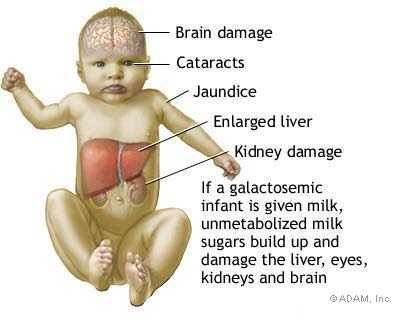 Brain damage
Cataracts
Jaundice
Enlarged liver
Kidney damage
If a galactosemic
infant is given milk,
unmetabolized milk
sugars build up and
damage the liver, eyes,
kidneys and brain
©ADAM, Inc.